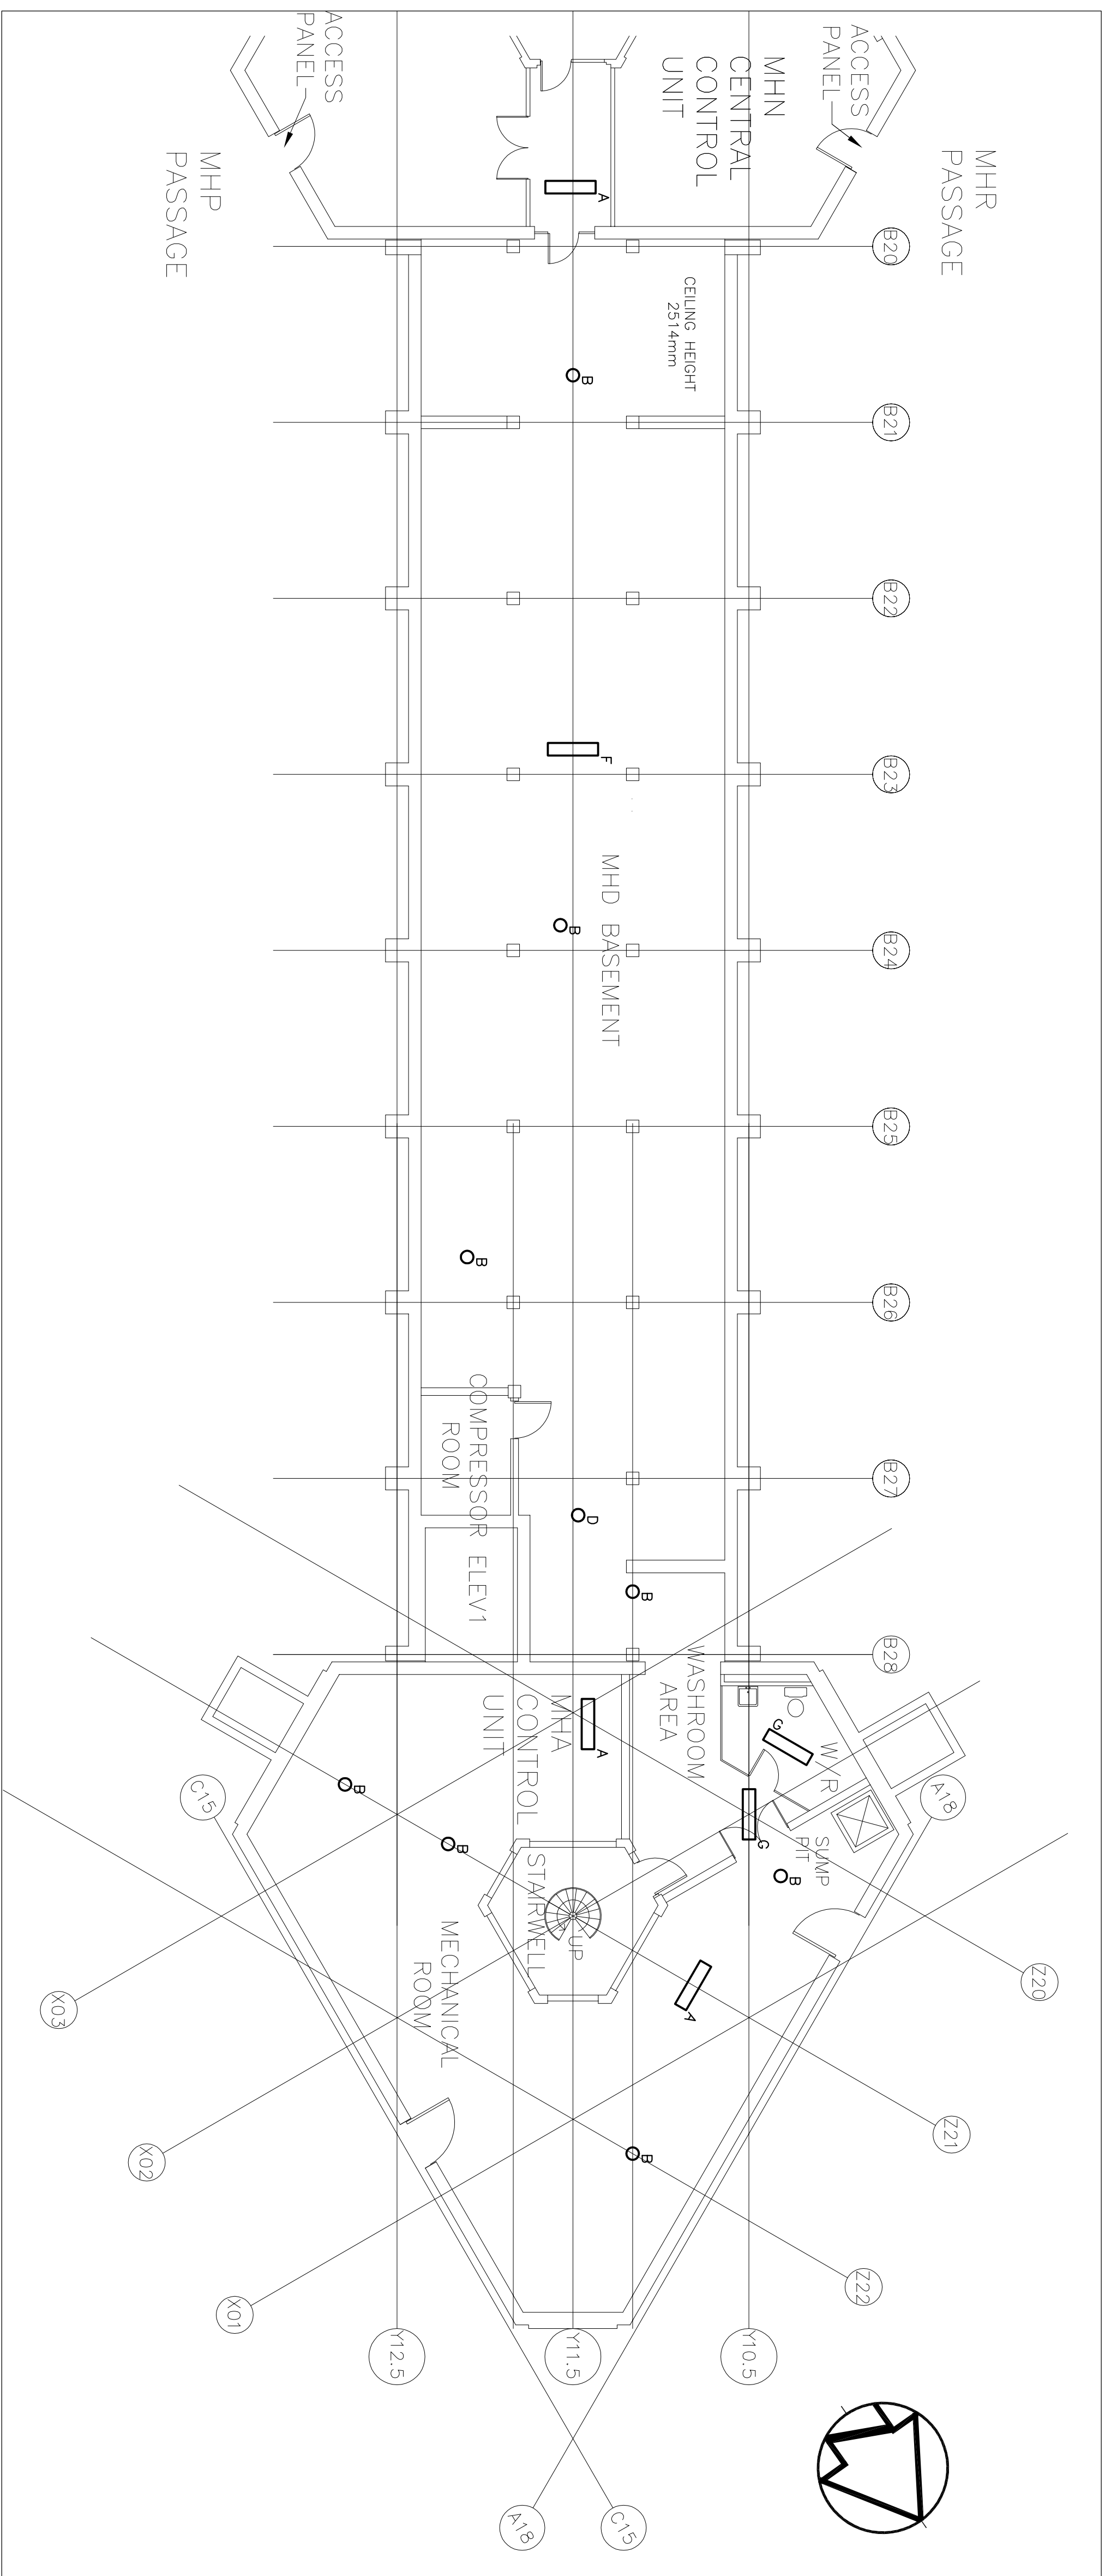 ACCESS
PANEL
MHN
CENTRAL
CONTROL
UNIT
ACCESS
PANEL
MHR
PASSAGE
MHP
PASSAGE
A
B20
CEILING HEIGHT
2514mm
B
B21
B22
F
B23
MHD BASEMENT
B
B24
B25
B
B26
COMPRESSOR
ROOM
ELEV1
B27
D
B
B28
WASHROOM
AREA
W/R
G
G
SUMP
PIT
B
MHA
CONTROL
UNIT
A
B
B
STAIRWELL
UP
MECHANICAL
ROOM
A
B
C15
A18
Z20
Z21
Z22
X03
X02
X01
Y12.5
Y11.5
Y10.5
A18
C15